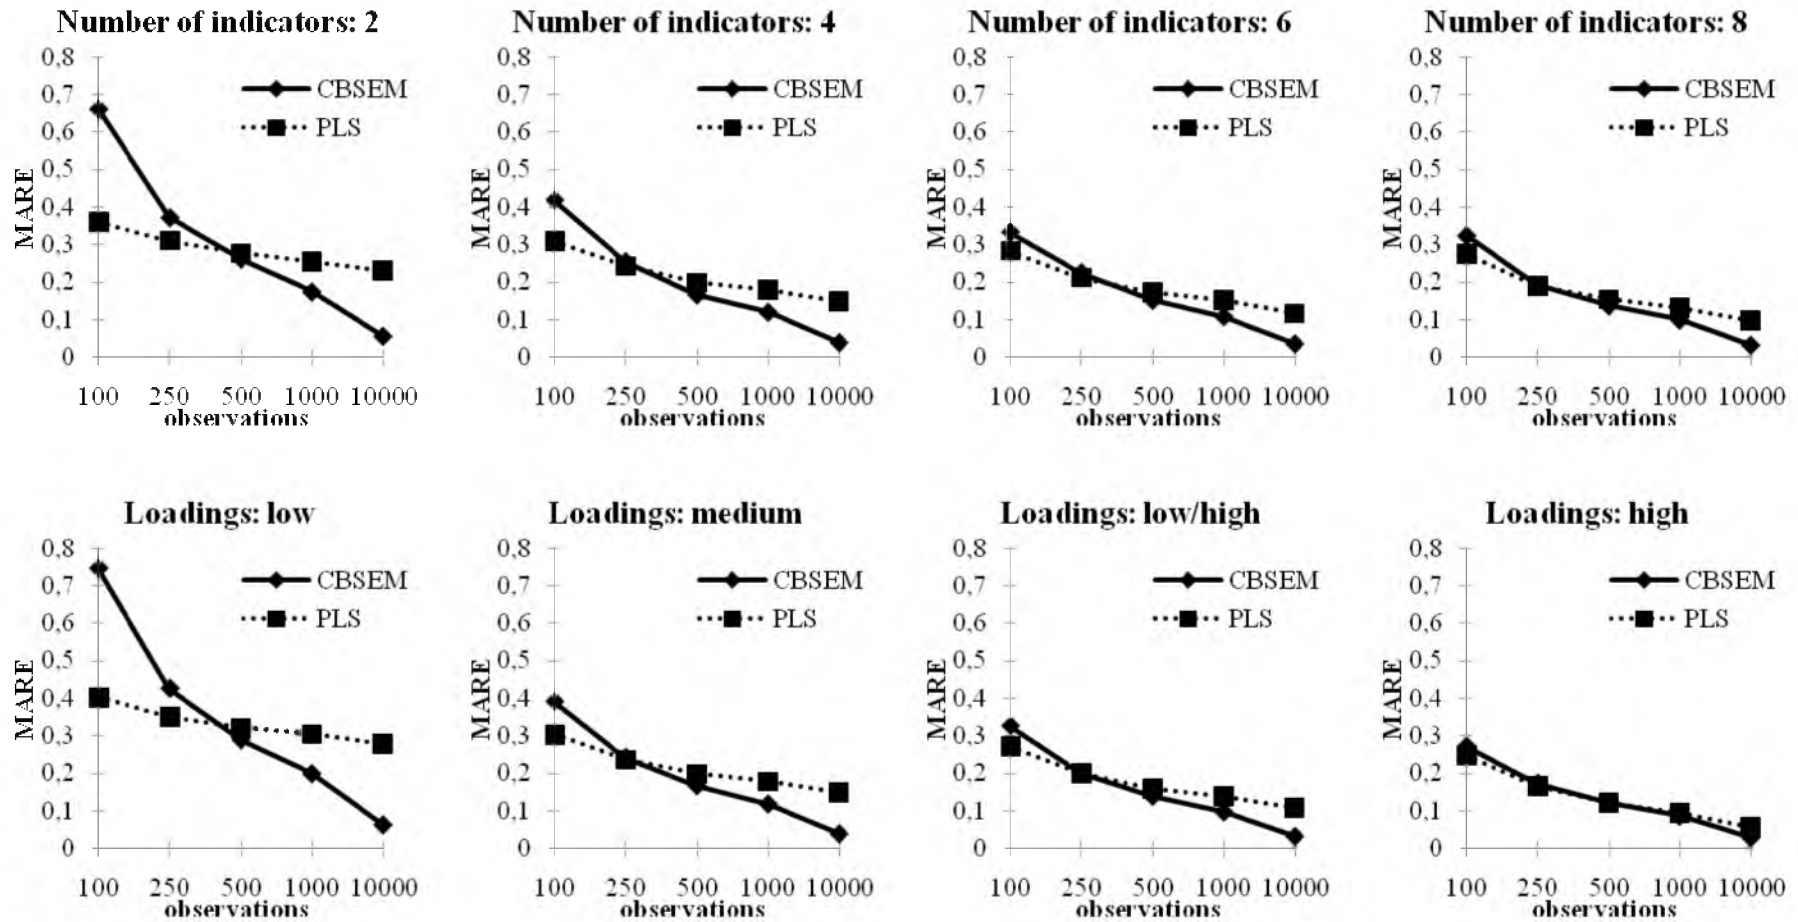 Number of indicators: 2
0,8
0,7
0,6
0,5
0,4
0,3
0,2
0,1
0
MARE
CBSEM
PLS
100 250 500 1000 10000
observations
Number of indicators: 4
0,8
0,7
0,6
0,5
0,4
0,3
0,2
0,1
0
MARE
CBSEM
PLS
100 250 500 1000 10000
observations
Number of indicators: 6
0,8
0,7
0,6
0,5
0,4
0,3
0,2
0,1
0
MARE
CBSEM
PLS
100 250 500 1000 10000
observations
Number of indicators: 8
0,8
0,7
0,6
0,5
0,4
0,3
0,2
0,1
0
MARE
CBSEM
PLS
100 250 500 1000 10000
observations
Loadings: low
0,8
0,7
0,6
0,5
0,4
0,3
0,2
0,1
0
MARE
CBSEM
PLS
100 250 500 1000 10000
observations
Loadings: medium
0,8
0,7
0,6
0,5
0,4
0,3
0,2
0,1
0
MARE
CBSEM
PLS
100 250 500 1000 10000
observations
Loadings: low/high
0,8
0,7
0,6
0,5
0,4
0,3
0,2
0,1
0
MARE
CBSEM
PLS
100 250 500 1000 10000
observations
Loadings: high
0,8
0,7
0,6
0,5
0,4
0,3
0,2
0,1
0
MARE
CBSEM
PLS
100 250 500 1000 10000
observations